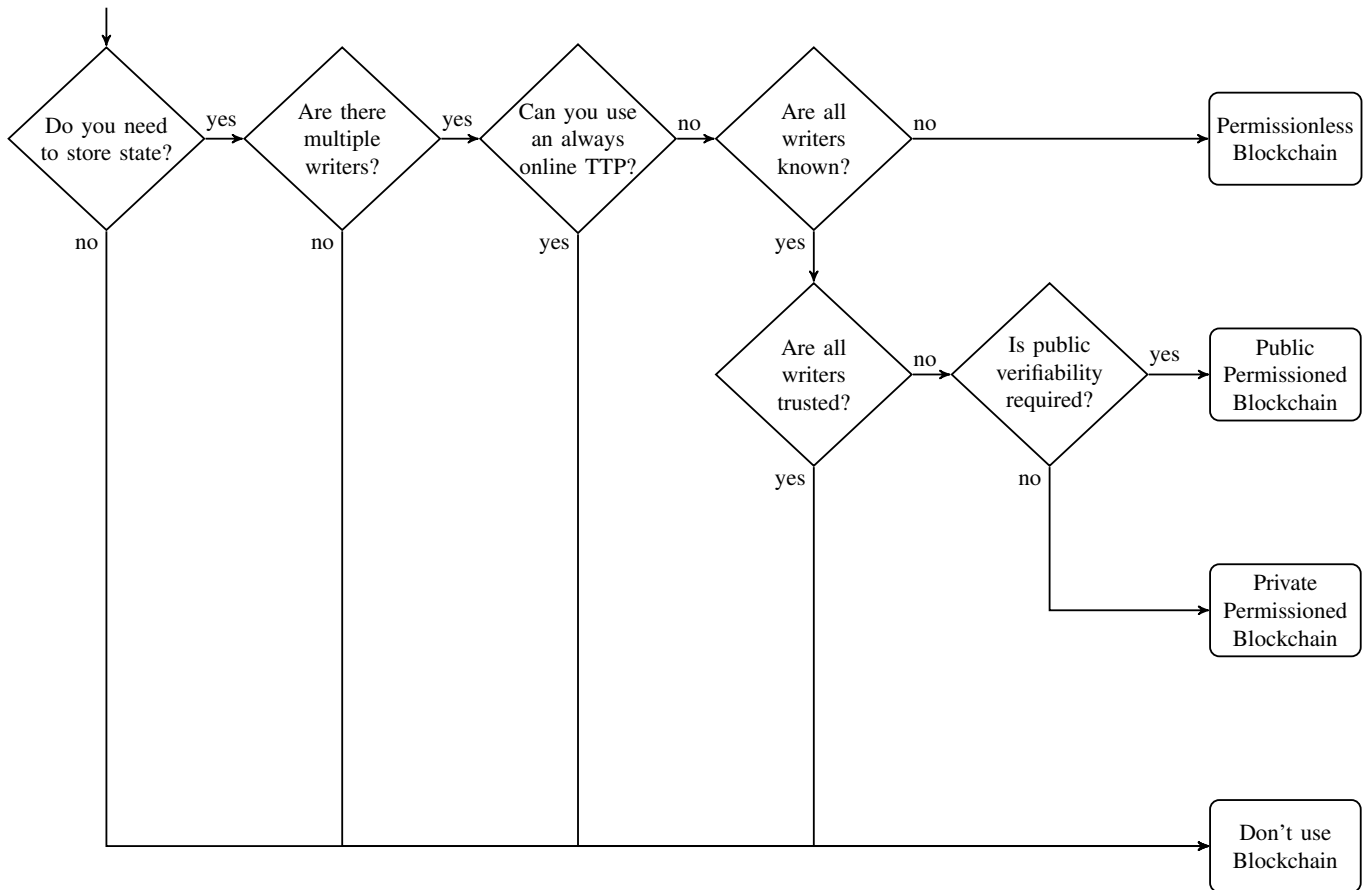 Do you need
to store state?
yes
no
Are there
multiple
writers?
yes
no
Can you use
an always
online TTP?
no
yes
Are all
writers
known?
no
yes
Permissionless
Blockchain
Are all
writers
trusted?
no
yes
Is public
verifiability
required?
yes
no
Public
Permissioned
Blockchain
Private
Permissioned
Blockchain
Don't use
Blockchain